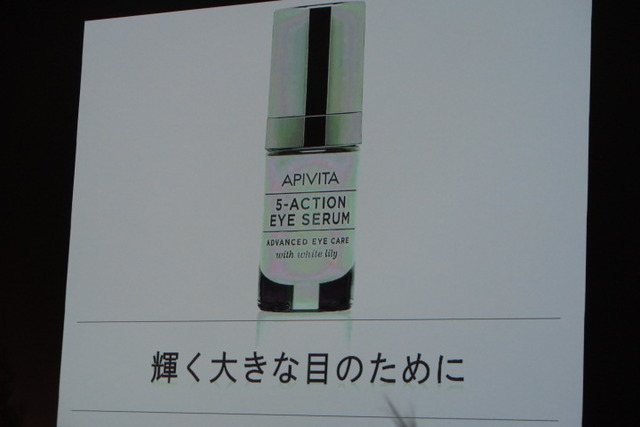 APIVITA
5-ACTION
EYE SERUM
ADVANCED EYE CARE
with white lily
輝く大きな目のために